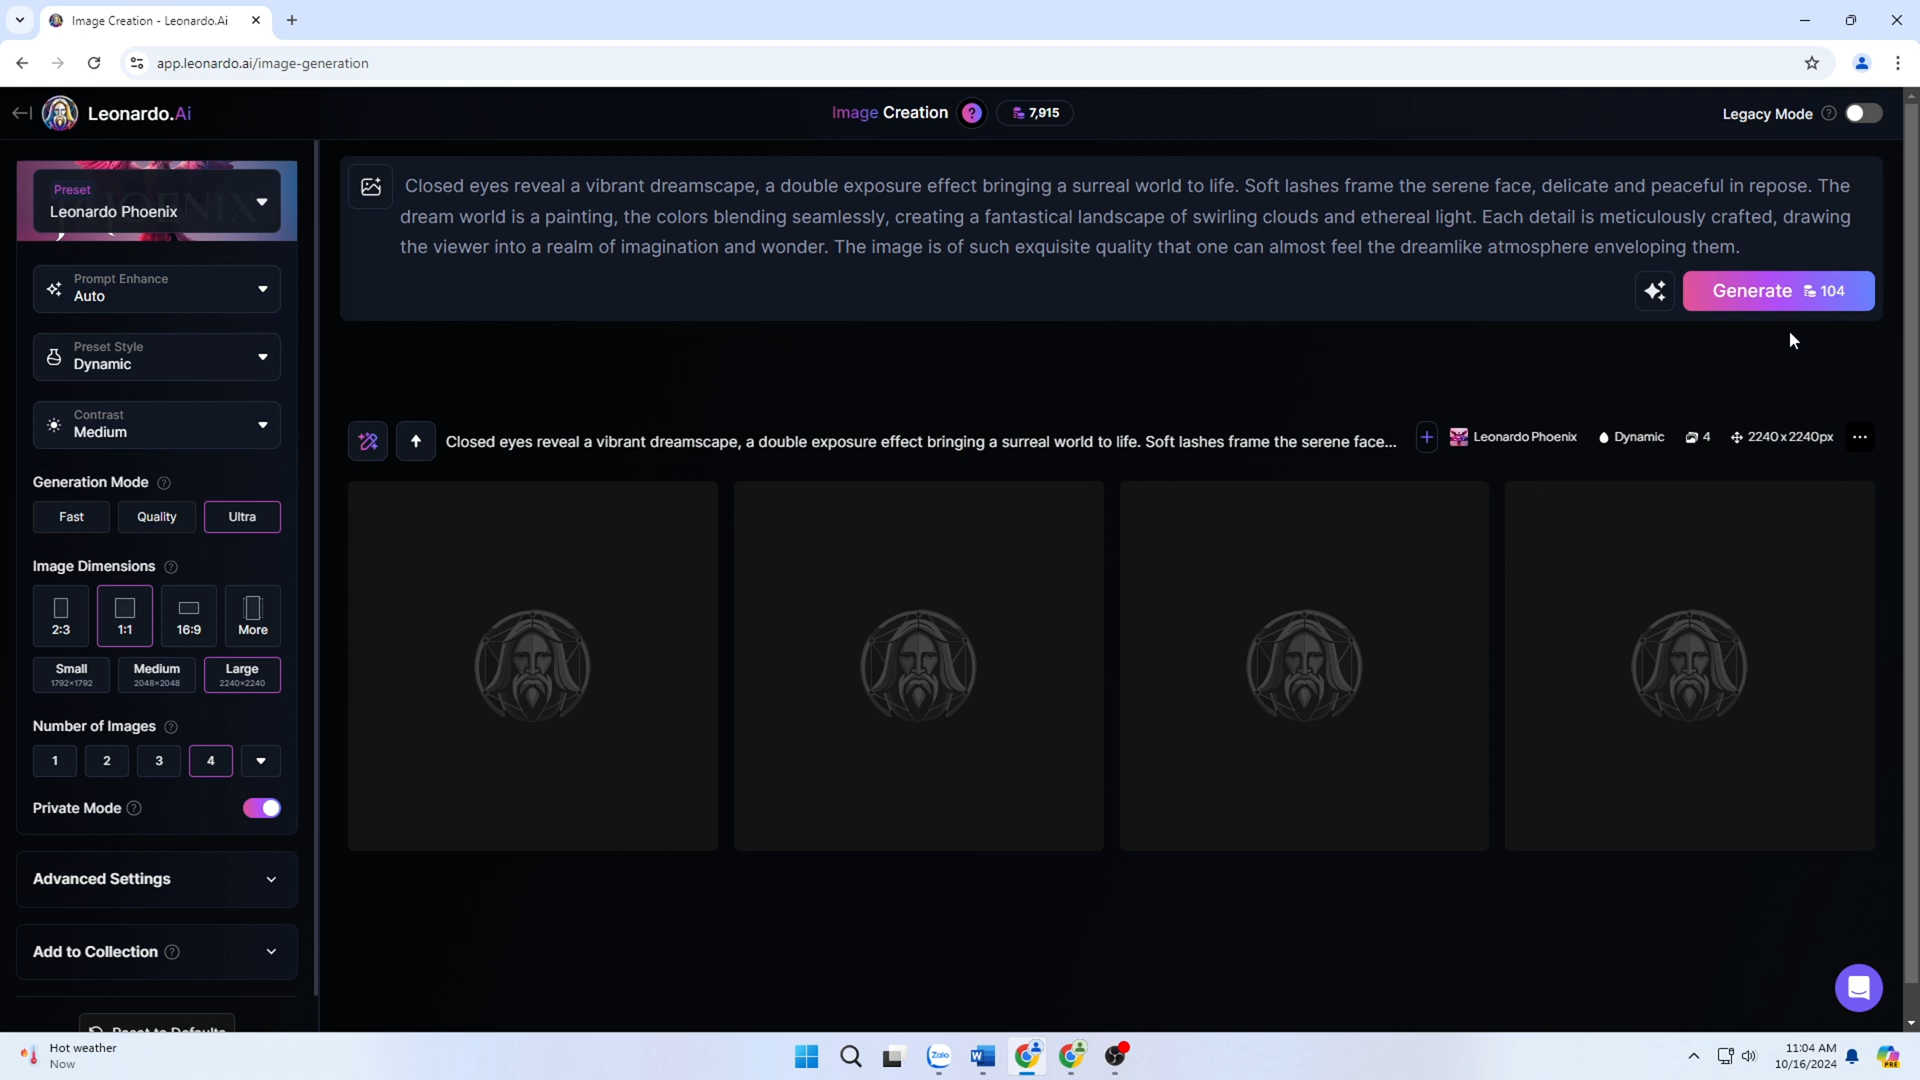 Image Creation - Leonardo.Ai
app.leonardo.ai/image-generation
Leonardo.Ai
Image Creation
?
7,915
Legacy Mode ?
Preset
Leonardo Phoenix
Closed eyes reveal a vibrant dreamscape, a double exposure effect bringing a surreal world to life. Soft lashes frame the serene face, delicate and peaceful in repose. The
dream world is a painting, the colors blending seamlessly, creating a fantastical landscape of swirling clouds and ethereal light. Each detail is meticulously crafted, drawing
the viewer into a realm of imagination and wonder. The image is of such exquisite quality that one can almost feel the dreamlike atmosphere enveloping them.
Generate 104
Prompt Enhance
Auto
Preset Style
Dynamic
Contrast
Medium
Closed eyes reveal a vibrant dreamscape, a double exposure effect bringing a surreal world to life. Soft lashes frame the serene face...
Leonardo Phoenix
Dynamic
4
2240 x 2240px
Generation Mode ?
Fast
Quality
Ultra
Image Dimensions ?
2:3
1:1
16:9
More
Small
1792×1792
Medium
2048×2048
Large
2240×2240
Number of Images ?
1
2
3
4
Private Mode ?
Advanced Settings
Add to Collection ?
Reset to Defaults
Hot weather
Now
Zalo
W
11:04 AM
10/16/2024
PRE